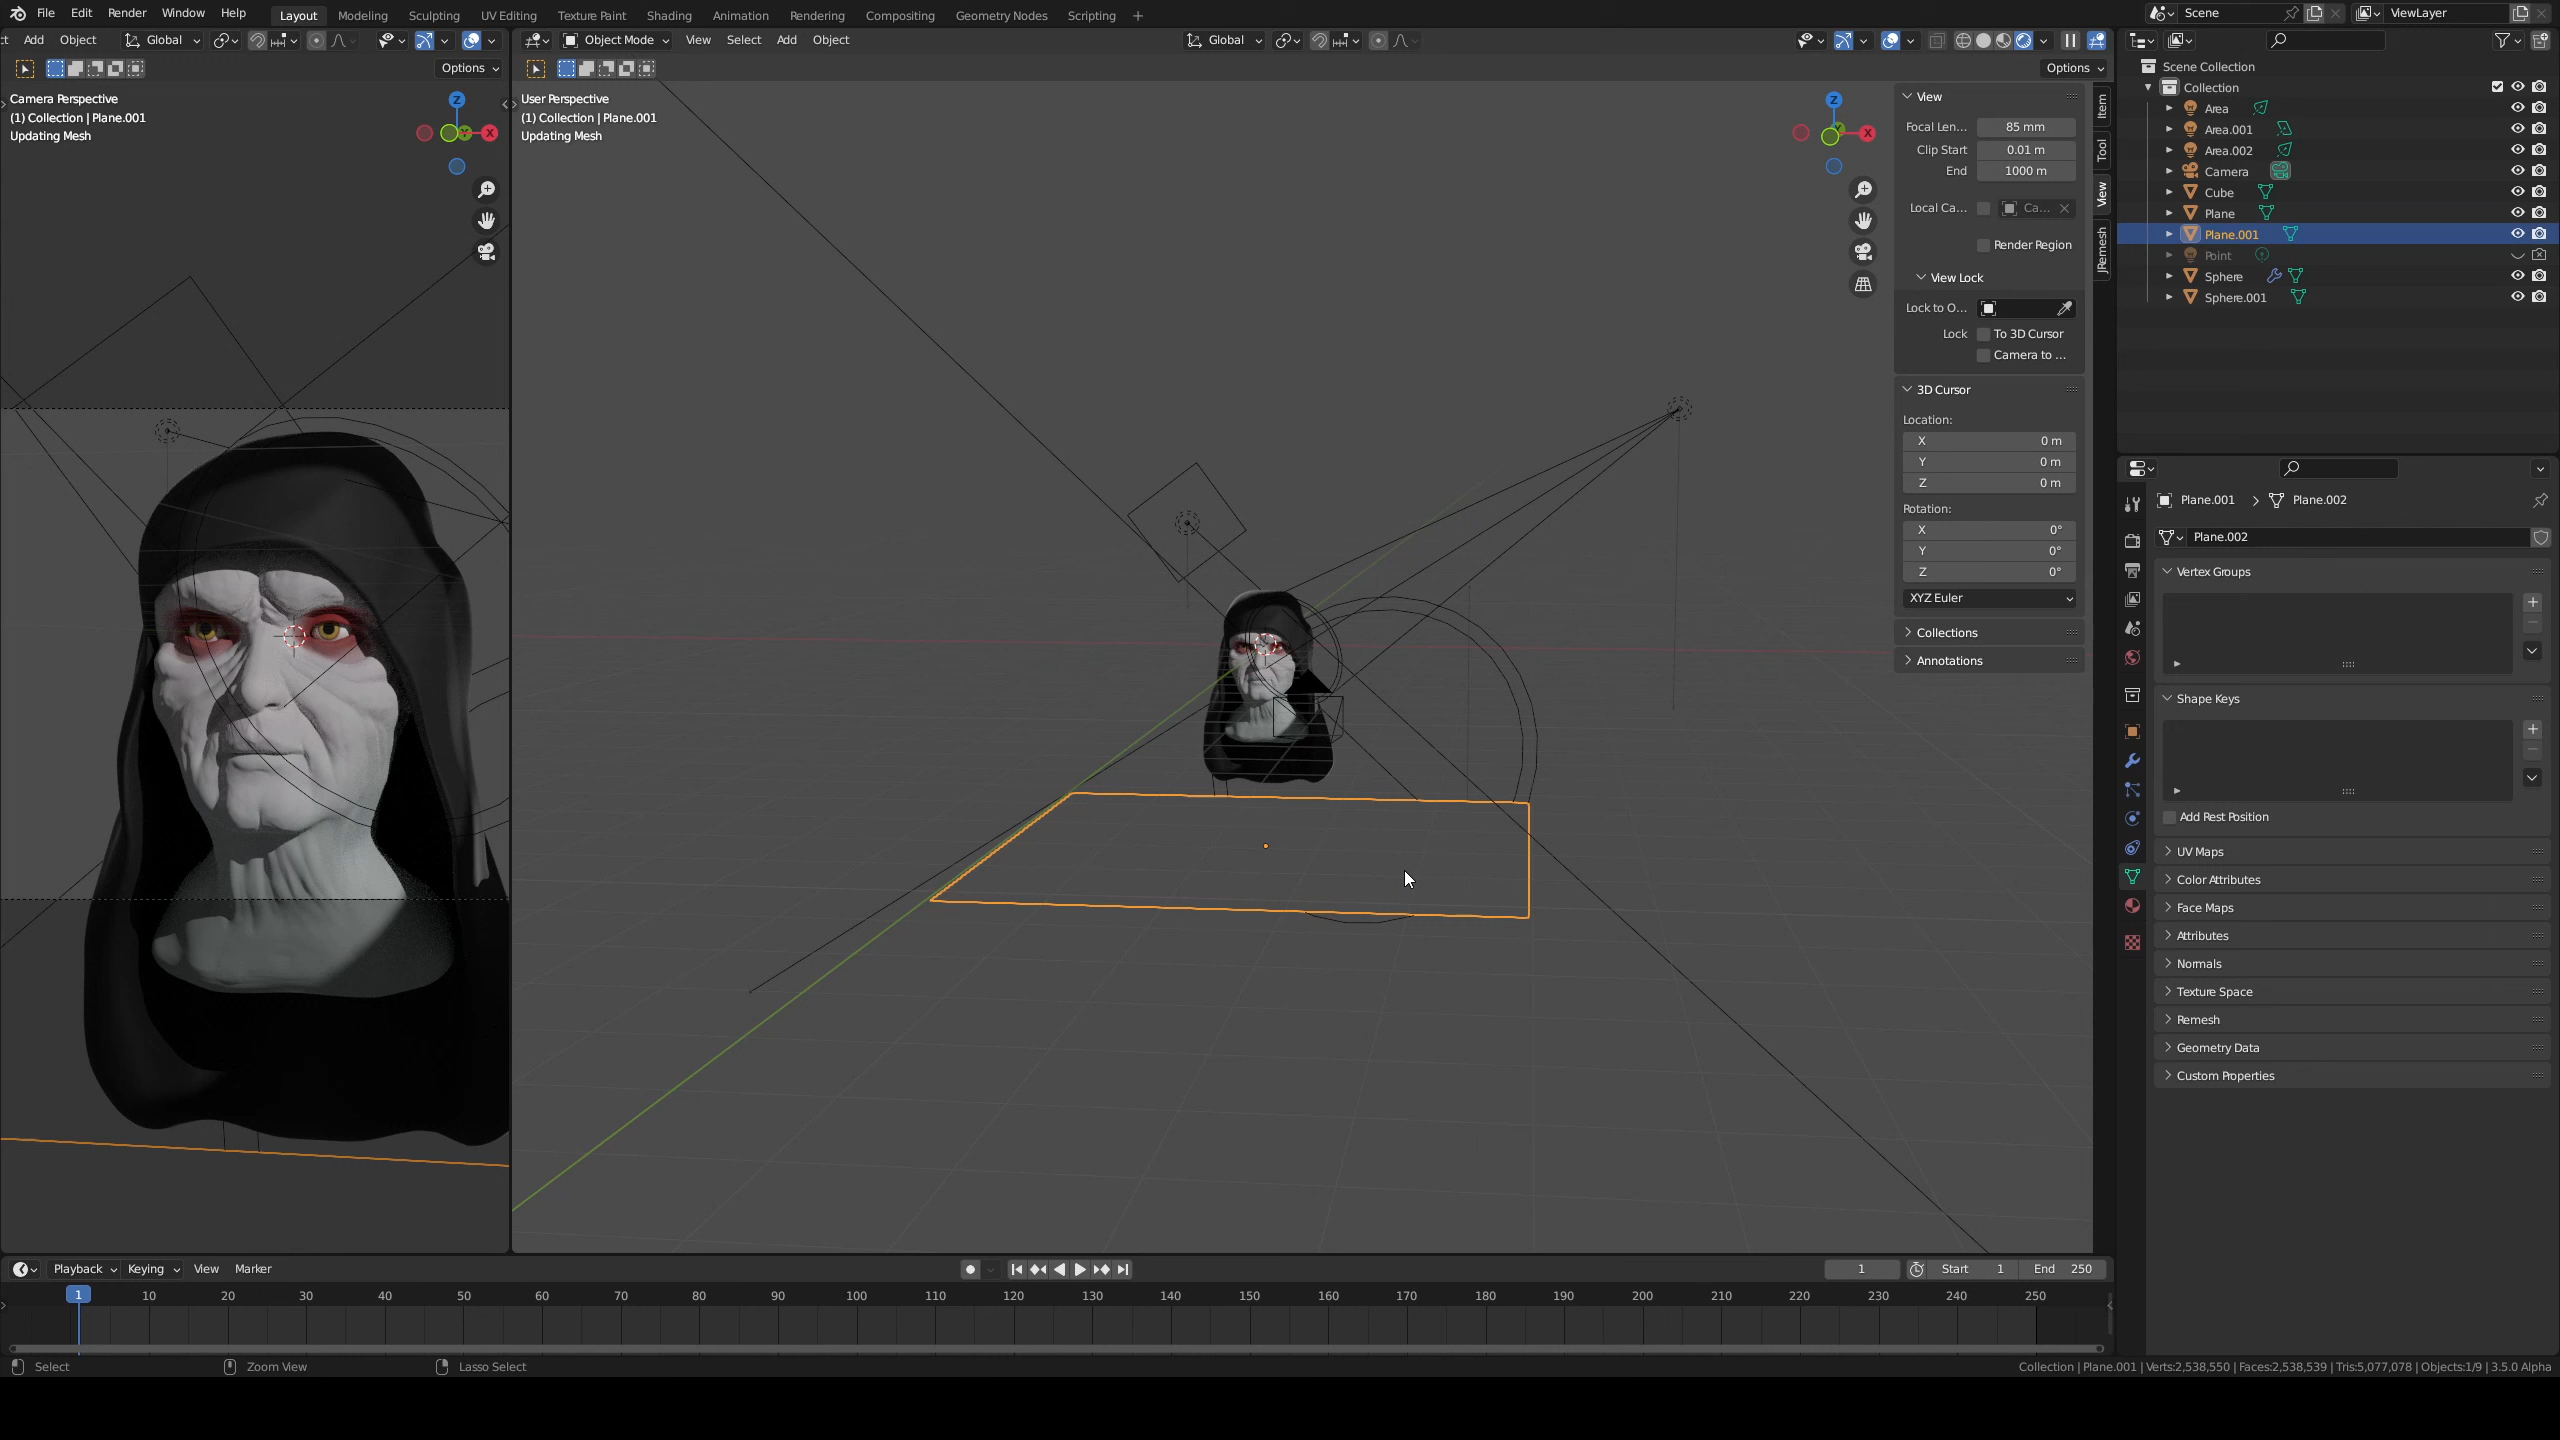 File Edit Render Window Help Layout Modeling Sculpting UV Editing Texture Paint Shading Animation Rendering Compositing Geometry Nodes Scripting + Scene ViewLayer
Add Object Global
Object Mode View Select Add Object Global
Options
Options
Camera Perspective
(1) Collection | Plane.001
Updating Mesh
Z
X
User Perspective
(1) Collection | Plane.001
Updating Mesh
Z
X
View
Focal Len... 85 mm
Clip Start 0.01 m
End 1000 m
Local Ca... Ca...
Render Region
View Lock
Lock to O...
Lock To 3D Cursor
Camera to ...
3D Cursor
Location:
X 0 m
Y 0 m
Z 0 m
Rotation:
X 0°
Y 0°
Z 0°
XYZ Euler
Collections
Annotations
Item
Tool
View
JRemesh
Scene Collection
Collection
Area
Area.001
Area.002
Camera
Cube
Plane
Plane.001
Point
Sphere
Sphere.001
Plane.001 > Plane.002
Plane.002
Vertex Groups
Shape Keys
Add Rest Position
UV Maps
Color Attributes
Face Maps
Attributes
Normals
Texture Space
Remesh
Geometry Data
Custom Properties
Playback Keying View Marker
1 Start 1 End 250
1 10 20 30 40 50 60 70 80 90 100 110 120 130 140 150 160 170 180 190 200 210 220 230 240 250
Select Zoom View Lasso Select
Collection | Plane.001 | Verts:2,538,550 | Faces:2,538,539 | Tris:5,077,078 | Objects:1/9 | 3.5.0 Alpha